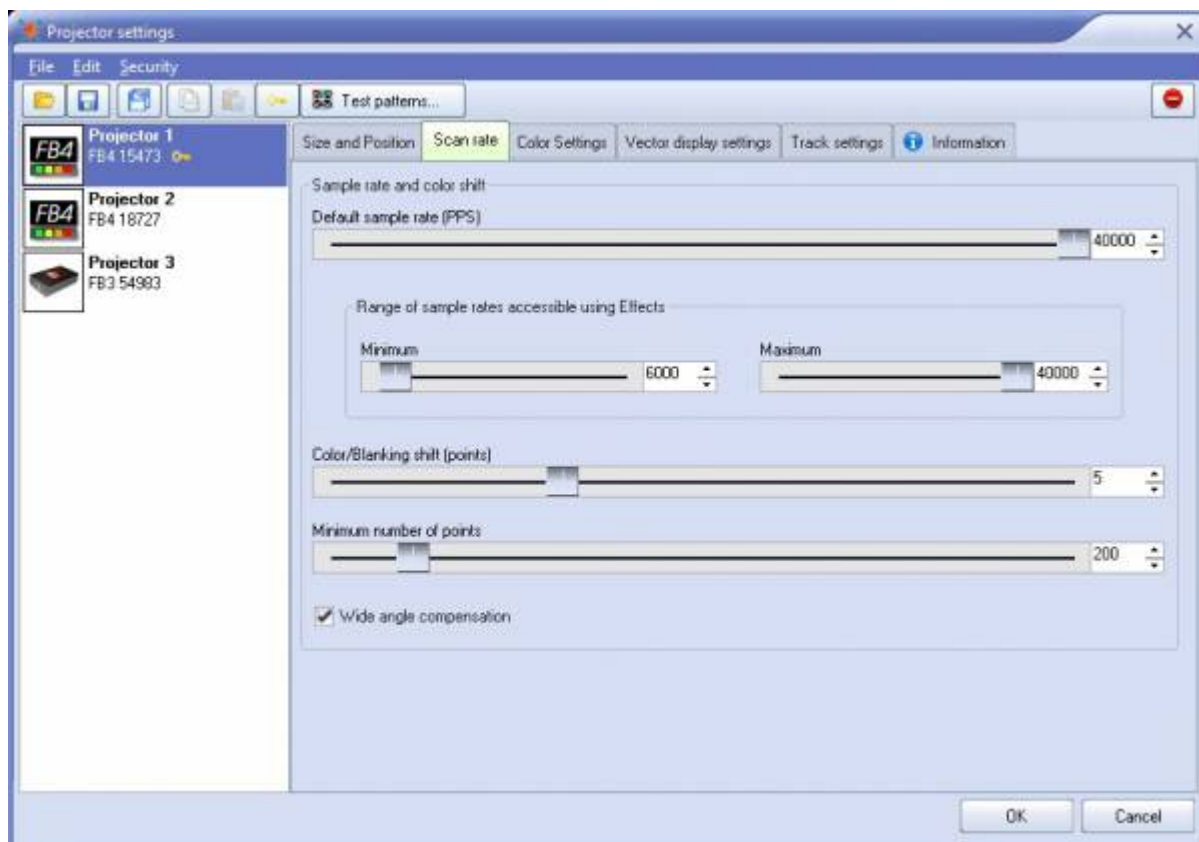 Projector settings
File Edit Security
Test patterns...
FB4
Projector 1
FB4 15473
FB4
Projector 2
FB4 18727
Projector 3
FB3 54983
Size and Position Scan rate Color Settings Vector display settings Track settings Information
Sample rate and color shift
Default sample rate (PPS)
40000
Range of sample rates accessible using Effects
Minimum Maximum
6000 40000
Color/Blanking shift (points)
5
Minimum number of points
200
Wide angle compensation
OK Cancel